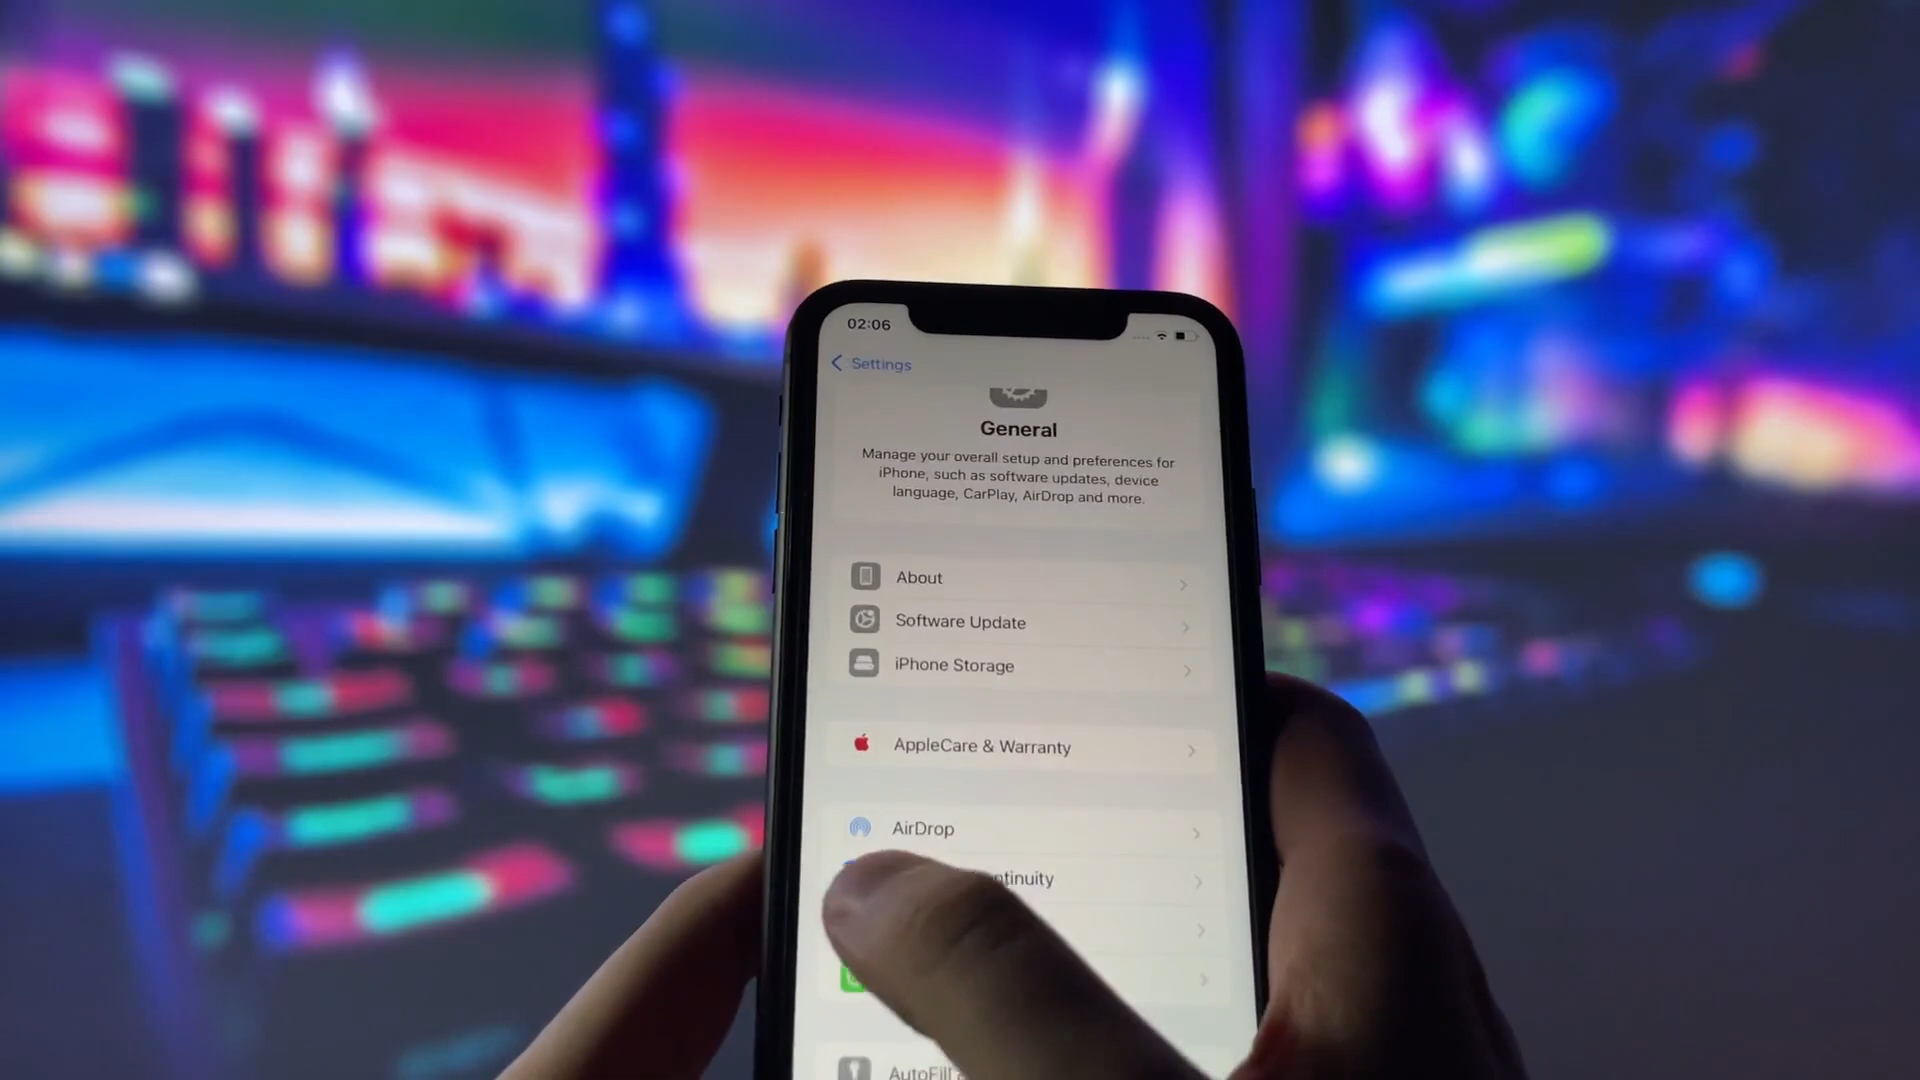 02:06
Settings
General
Manage your overall setup and preferences for
iPhone, such as software updates, device
language, CarPlay, AirDrop and more.
About
Software Update
iPhone Storage
AppleCare & Warranty
AirDrop
AutoFill